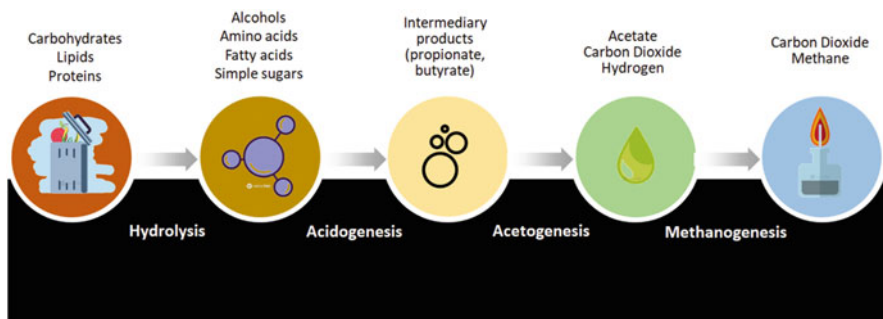 Carbohydrates
Lipids
Proteins
Alcohols
Amino acids
Fatty acids
Simple sugars
Intermediary
products
(propionate,
butyrate)
Acetate
Carbon Dioxide
Hydrogen
Carbon Dioxide
Methane
Hydrolysis
Acidogenesis
Acetogenesis
Methanogenesis